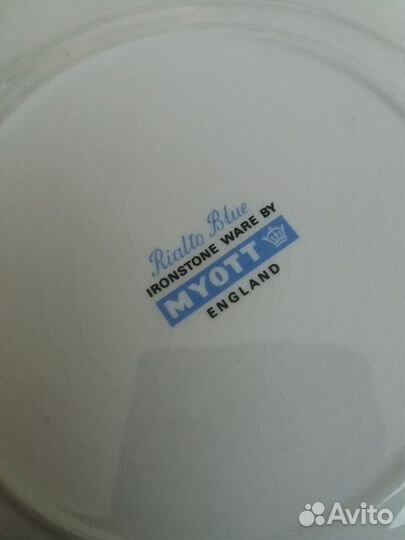 Rialto Blue
IRONSTONE WARE BY
MYOTT
ENGLAND
Avito